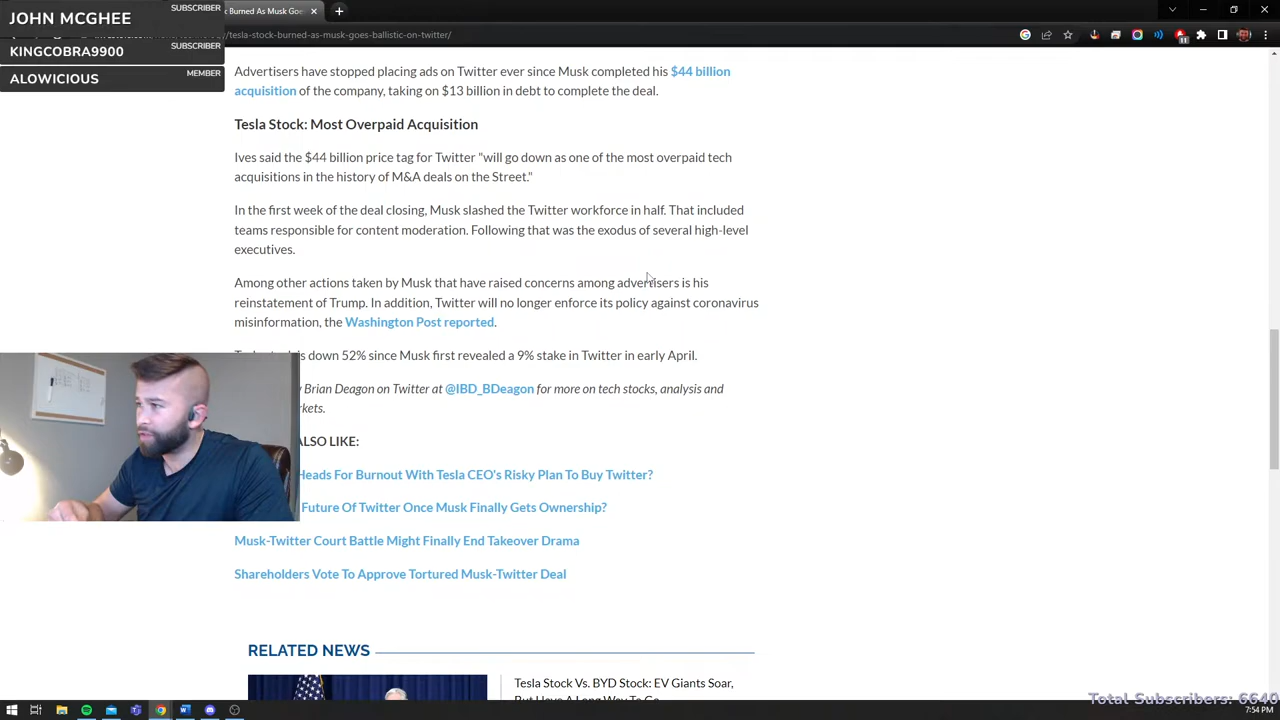 JOHN MCGHEE
SUBSCRIBER
KINGCOBRA9900
SUBSCRIBER
ALOWICIOUS
MEMBER
Burned As Musk Goe
/tesla-stock-burned-as-musk-goes-ballistic-on-twitter/
11
Advertisers have stopped placing ads on Twitter ever since Musk completed his $44 billion
acquisition of the company, taking on $13 billion in debt to complete the deal.
Tesla Stock: Most Overpaid Acquisition
Ives said the $44 billion price tag for Twitter "will go down as one of the most overpaid tech
acquisitions in the history of M&A deals on the Street."
In the first week of the deal closing, Musk slashed the Twitter workforce in half. That included
teams responsible for content moderation. Following that was the exodus of several high-level
executives.
Among other actions taken by Musk that have raised concerns among advertisers is his
reinstatement of Trump. In addition, Twitter will no longer enforce its policy against coronavirus
misinformation, the Washington Post reported.
is down 52% since Musk first revealed a 9% stake in Twitter in early April.
Brian Deagon on Twitter at @IBD_BDeagon for more on tech stocks, analysis and
ALSO LIKE:
Heads For Burnout With Tesla CEO's Risky Plan To Buy Twitter?
Future Of Twitter Once Musk Finally Gets Ownership?
Musk-Twitter Court Battle Might Finally End Takeover Drama
Shareholders Vote To Approve Tortured Musk-Twitter Deal
RELATED NEWS
Tesla Stock Vs. BYD Stock: EV Giants Soar,
But Have A Long Way To Go
Total Subscribers: 6640
7:54 PM